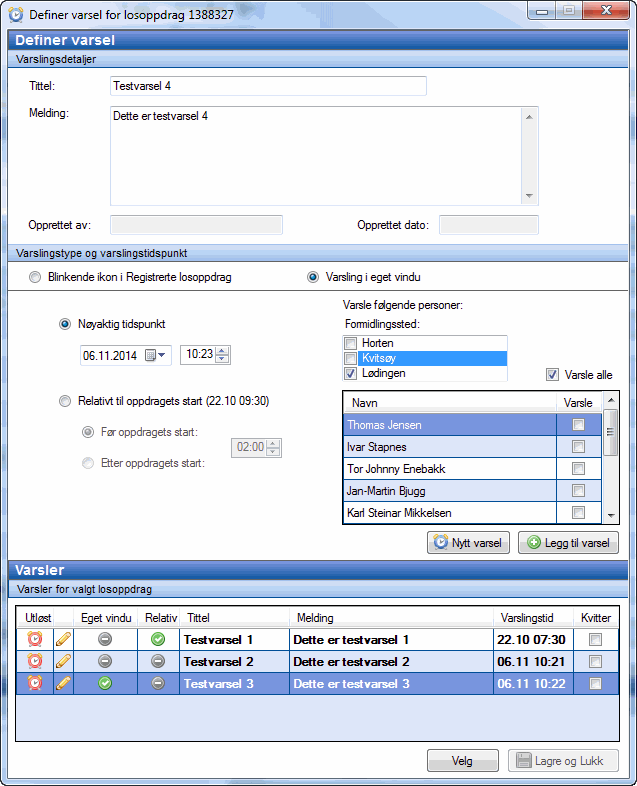 Definer varsel for losoppdrag 1388327
Definer varsel
Varslingsdetaljer
Tittel: Testvarsel 4
Melding: Dette er testvarsel 4
Opprettet av: Opprettet dato:
Varslingstype og varslingstidspunkt
Blinkende ikon i Registrerte losoppdrag Varsling i eget vindu
Varsle følgende personer:
Nøyaktig tidspunkt Formidlingssted:
06.11.2014 10:23 Horten
Kvitsøy
Lødingen Varsle alle
Relativt til oppdragets start (22.10 09:30) Navn Varsle
Før oppdragets start: 02:00 Thomas Jensen
Ivar Stapnes
Etter oppdragets start: Tor Johnny Enebakk
Jan-Martin Bjugg
Karl Steinar Mikkelsen
Nytt varsel Legg til varsel
Varsler
Varsler for valgt losoppdrag
Utløst Eget vindu Relativ Tittel Melding Varslingstid Kvitter
Testvarsel 1 Dette er testvarsel 1 22.10 07:30
Testvarsel 2 Dette er testvarsel 2 06.11 10:21
Testvarsel 3 Dette er testvarsel 3 06.11 10:22
Velg Lagre og Lukk